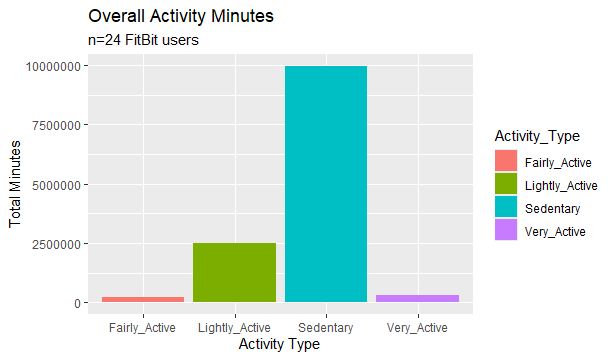 Overall Activity Minutes
n=24 FitBit users
Total Minutes
10000000
7500000
5000000
2500000
0
Fairly_Active
Lightly_Active
Sedentary
Very_Active
Activity Type
Activity_Type
Fairly_Active
Lightly_Active
Sedentary
Very_Active